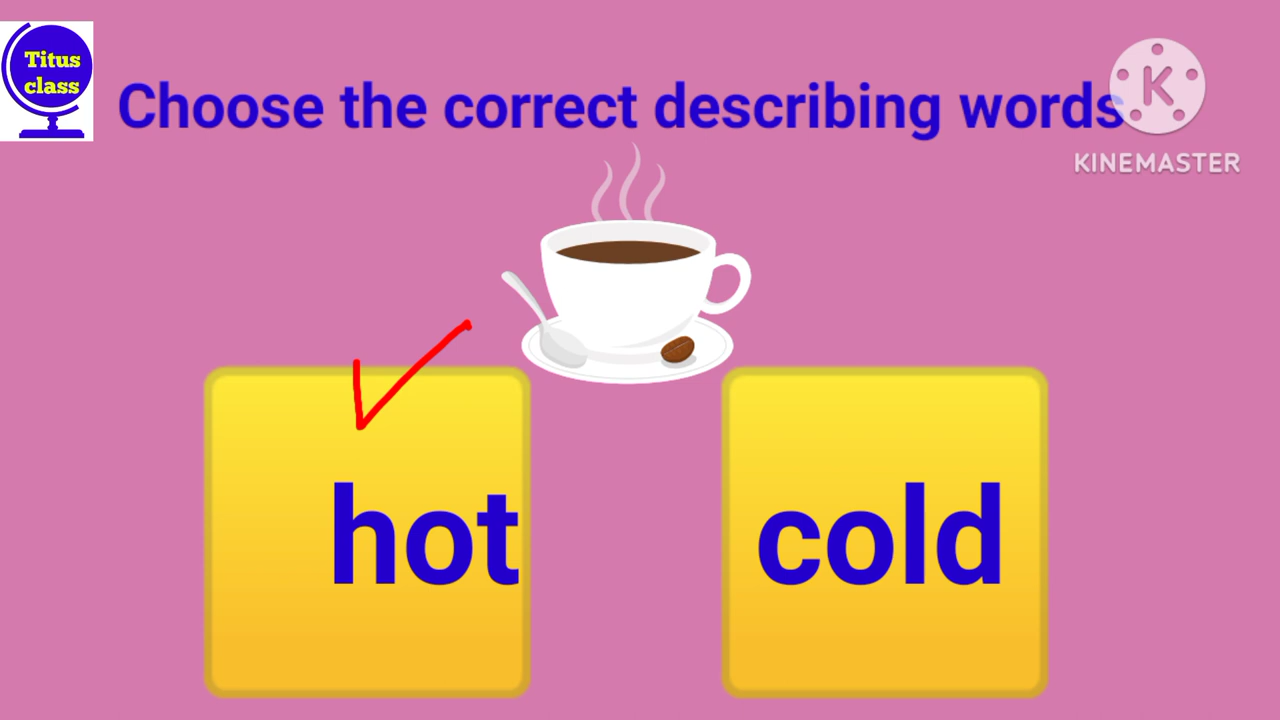 Titus
class
Choose the correct describing words
K
KINEMASTER
hot
cold